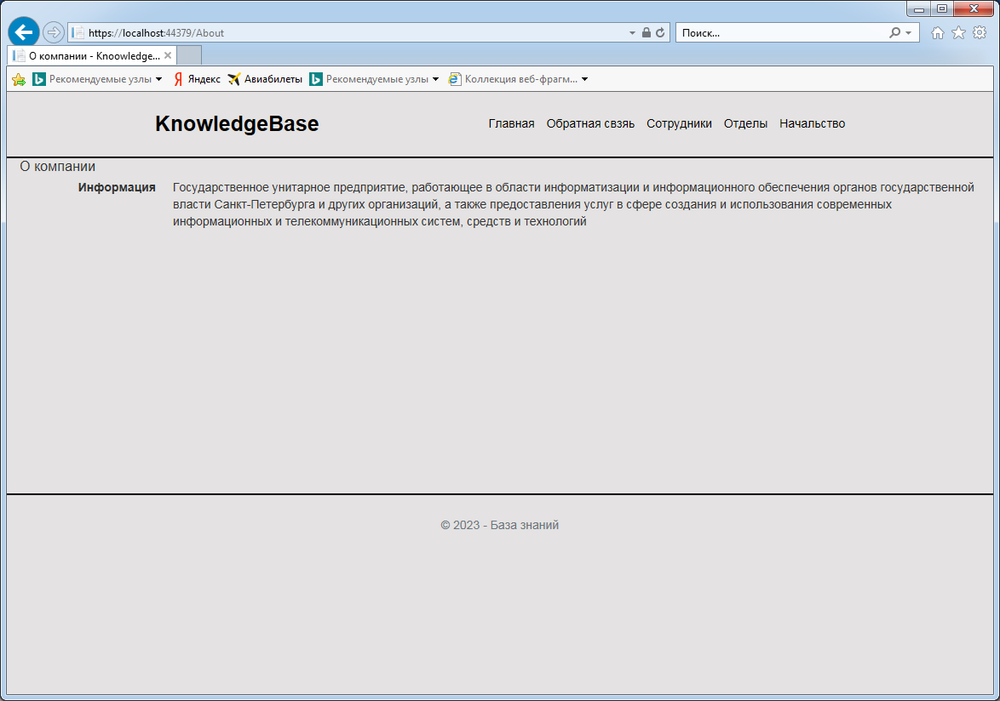 https://localhost:44379/About
Поиск...
О компании - Knoowledge...
Рекомендуемые узлы
Яндекс
Авиабилеты
Рекомендуемые узлы
Коллекция веб-фрагм...
KnowledgeBase
Главная Обратная свзяь Сотрудники Отделы Начальство
О компании
Информация
Государственное унитарное предприятие, работающее в области информатизации и информационного обеспечения органов государственной
власти Санкт-Петербурга и других организаций, а также предоставления услуг в сфере создания и использования современных
информационных и телекоммуникационных систем, средств и технологий
© 2023 - База знаний